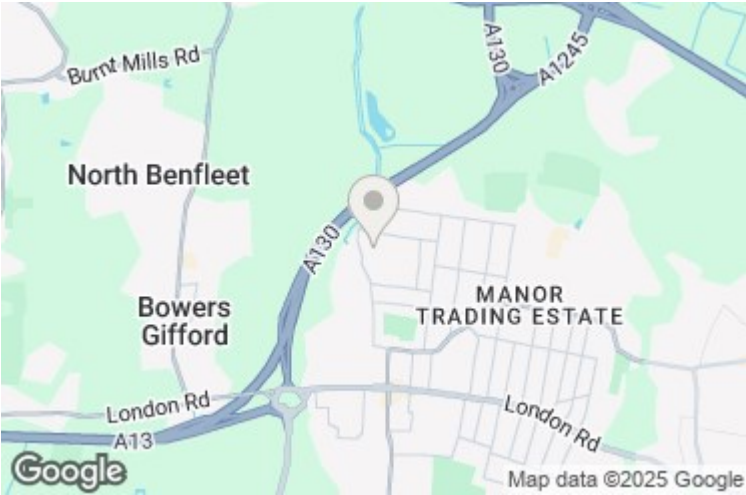 A130
A1245
Burnt Mills Rd
North Benfleet
A130
MANOR
TRADING ESTATE
Bowers
Gifford
London Rd
London Rd
A13
Google
Map data ©2025 Google